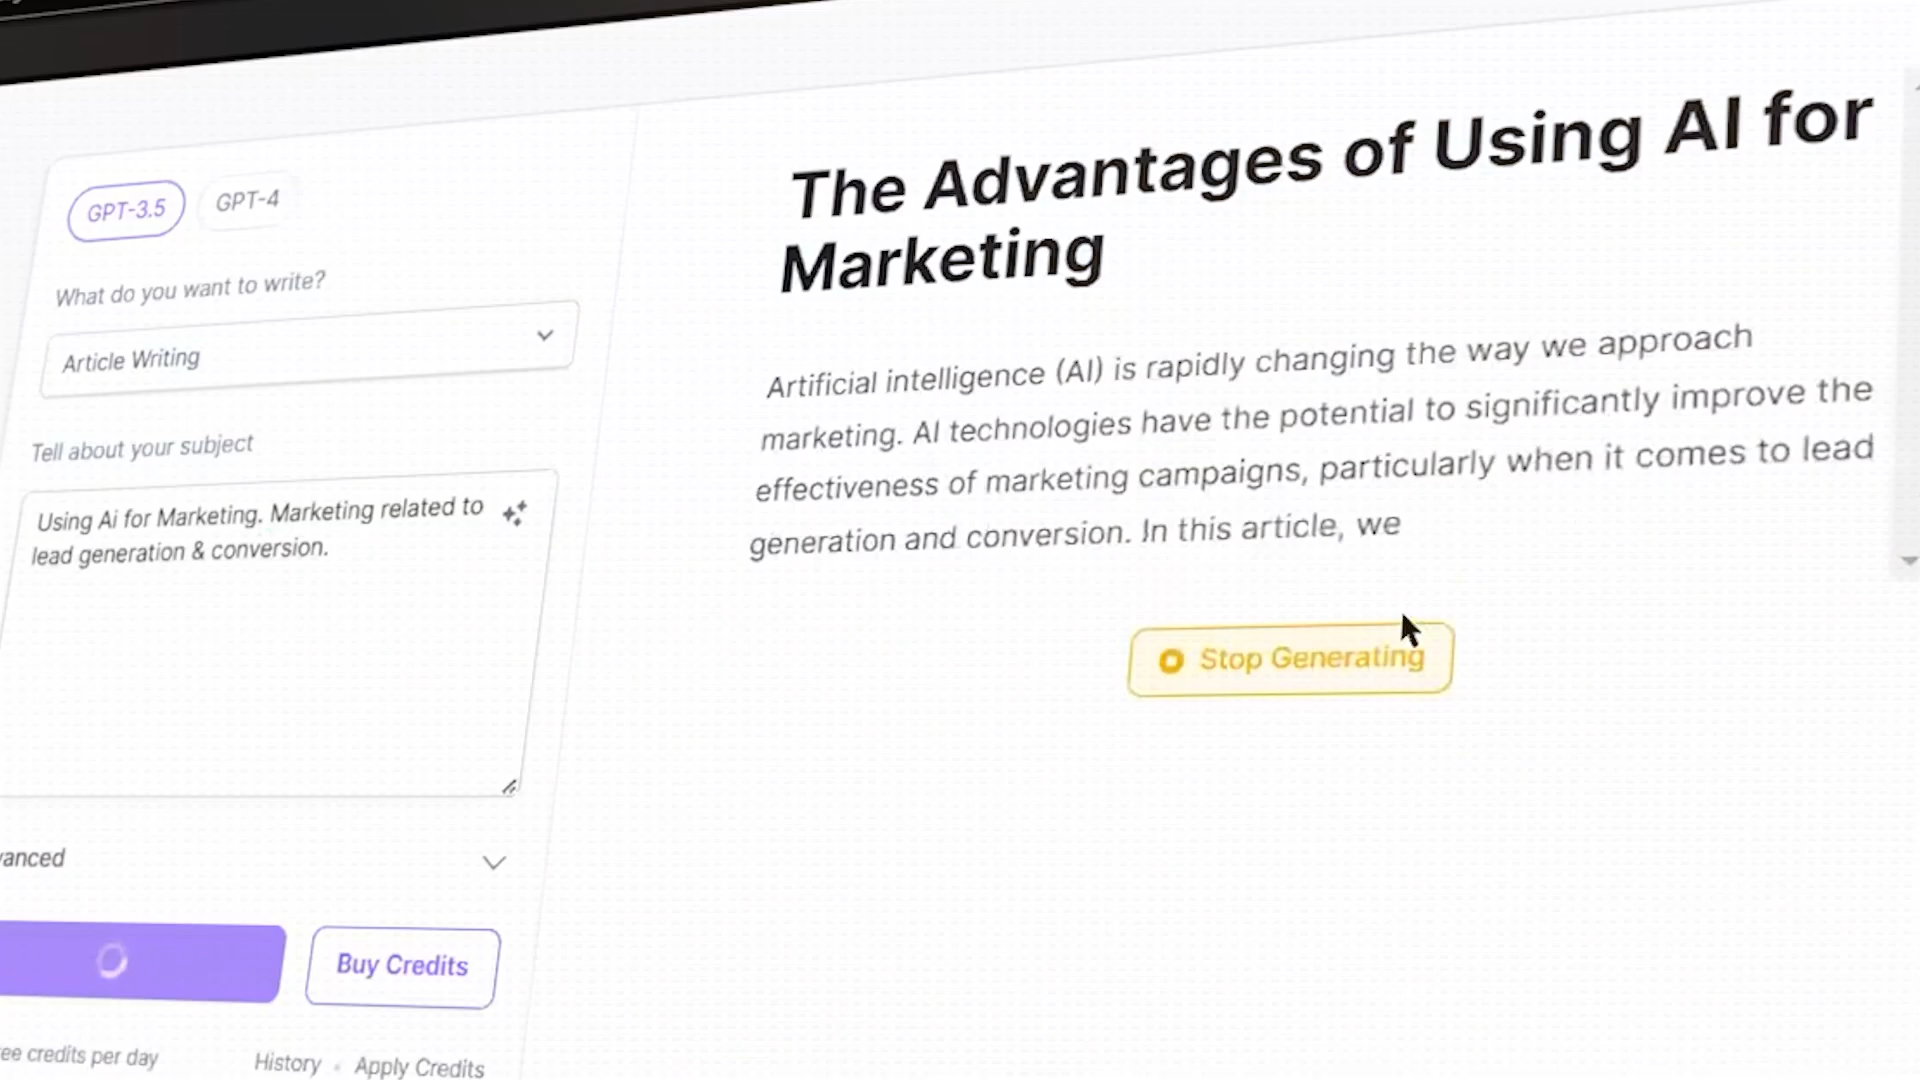 GPT-3.5
GPT-4
What do you want to write?
Article Writing
Tell about your subject
Using Ai for Marketing. Marketing related to
lead generation & conversion.
Buy Credits
credits per day
History
Apply Credits
The Advantages of Using AI for
Marketing
Artificial intelligence (AI) is rapidly changing the way we approach
marketing. AI technologies have the potential to significantly improve the
effectiveness of marketing campaigns, particularly when it comes to lead
generation and conversion. In this article, we
Stop Generating